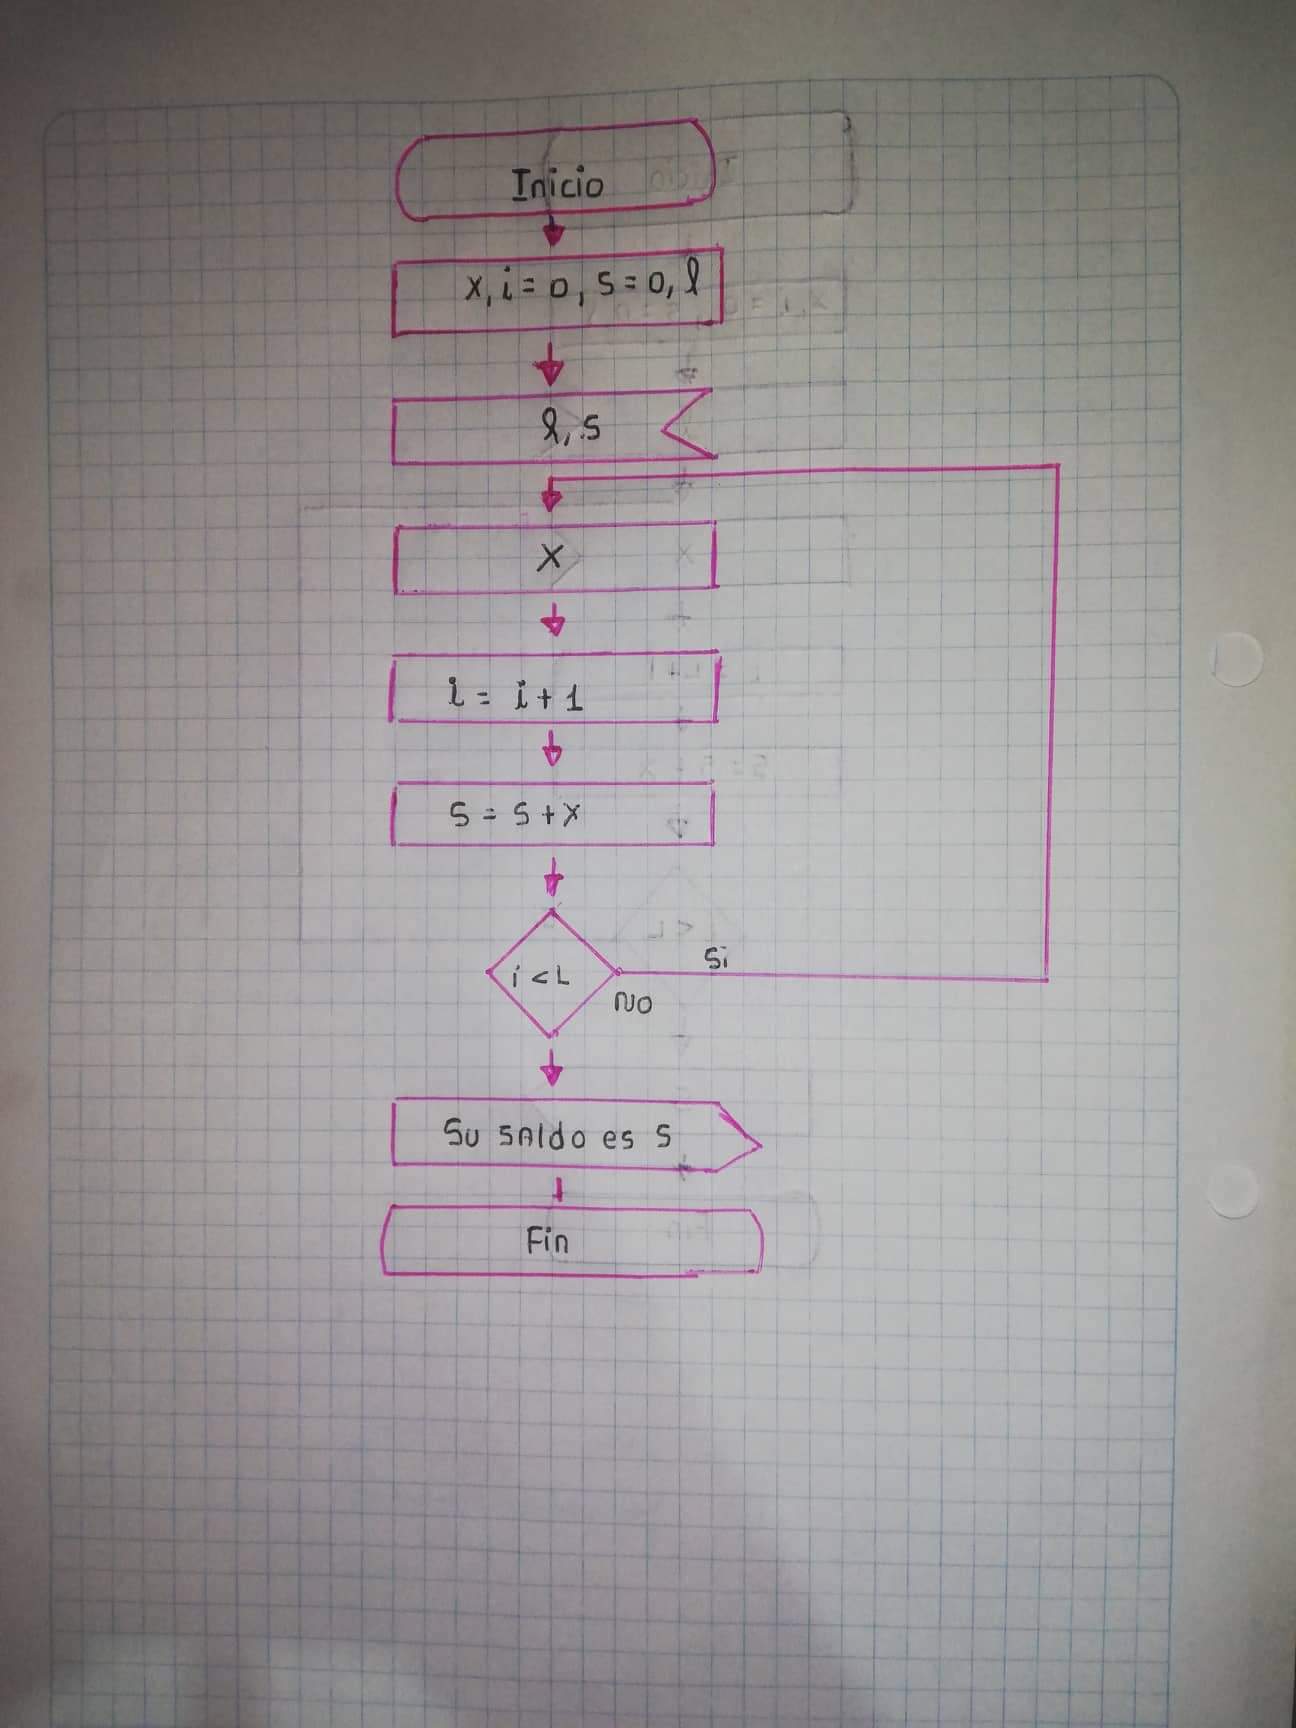 Inicio
x, i = 0, s = 0, l
l, s
x
i = i + 1
s = s + x
i < L
Si
NO
Su saldo es s
Fin